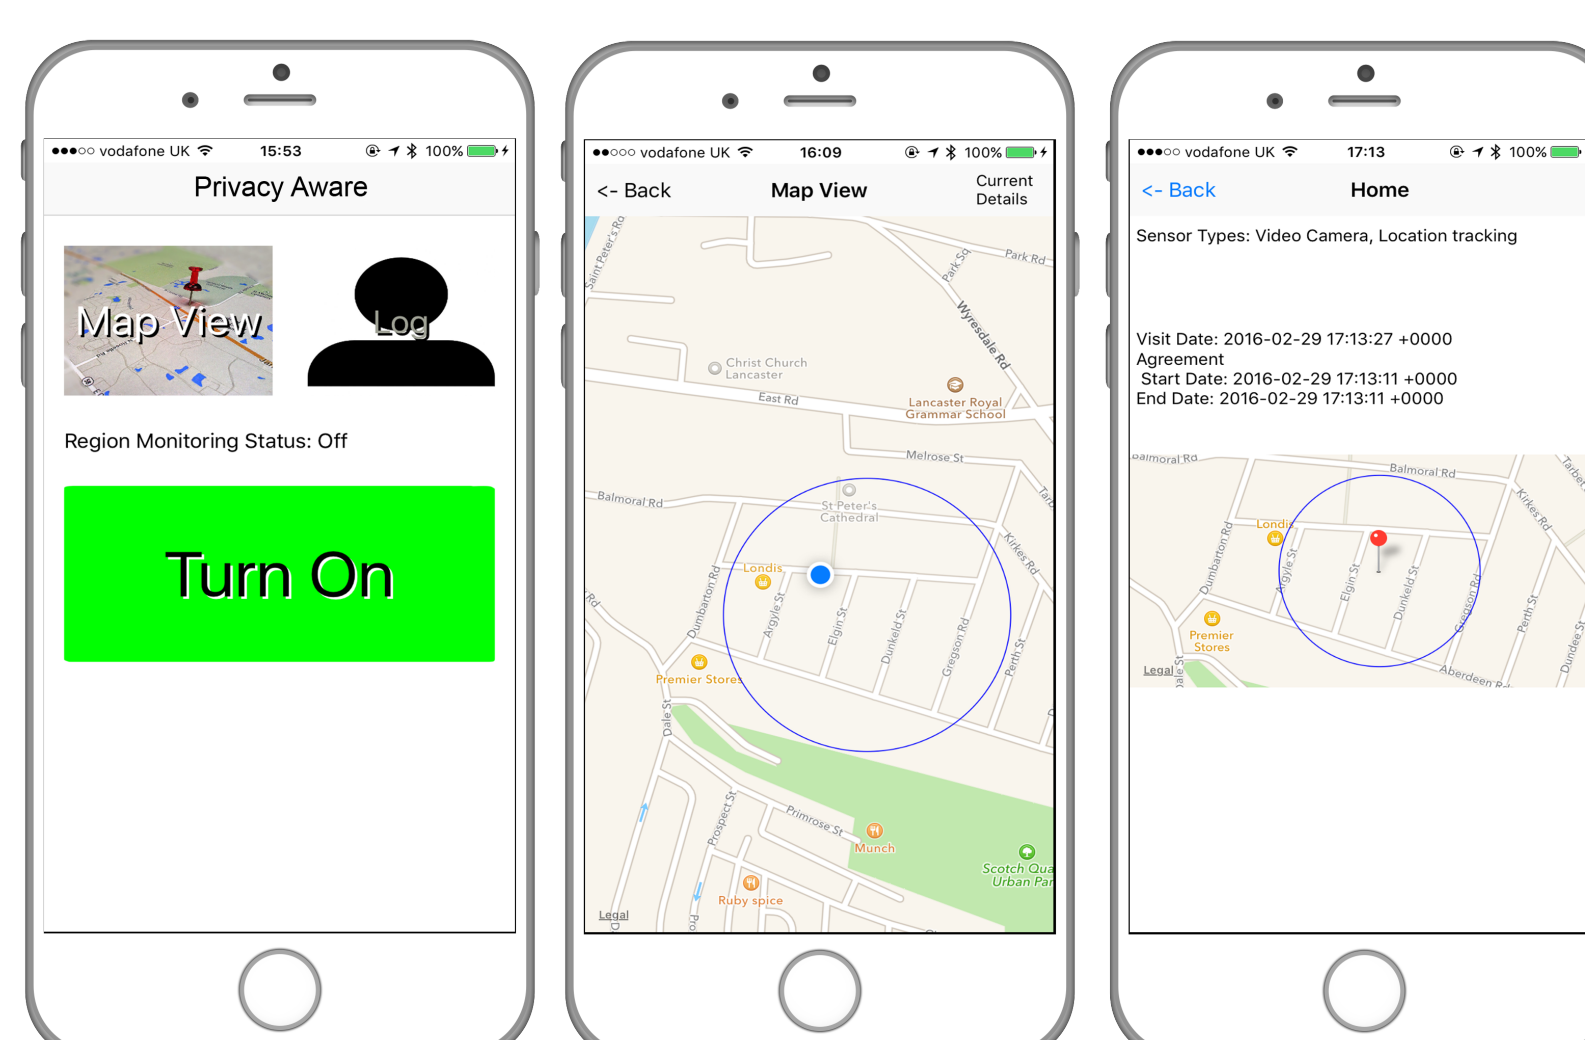 vodafone UK 15:53 100%
Privacy Aware
Map View
Log
Region Monitoring Status: Off
Turn On
vodafone UK 16:09 100%
<- Back Map View Current
Details
Saint Peter's Rd
Park Sq
Park Rd
Wyresdale Rd
Christ Church
Lancaster
East Rd
Lancaster Royal
Grammar School
Melrose St
Balmoral Rd
St Peter's
Cathedral
Kirkes Rd
Londis
Dumbarton Rd
Argyle St
Elgin St
Dunkeld St
Gregson Rd
Perth St
Rd
Premier Stores
Dale St
Prospect St
Primrose St
Munch
Scotch Qua
Urban Par
Ruby spice
Legal
vodafone UK 17:13 100%
<- Back Home
Sensor Types: Video Camera, Location tracking
Visit Date: 2016-02-29 17:13:27 +0000
Agreement
Start Date: 2016-02-29 17:13:11 +0000
End Date: 2016-02-29 17:13:11 +0000
Balmoral Rd
Balmoral Rd
Kirkes Rd
Londis
Dumbarton Rd
Argyle St
Elgin St
Dunkeld St
Gregson Rd
Perth St
Dundee St
Premier
Stores
Aberdeen R
Legal